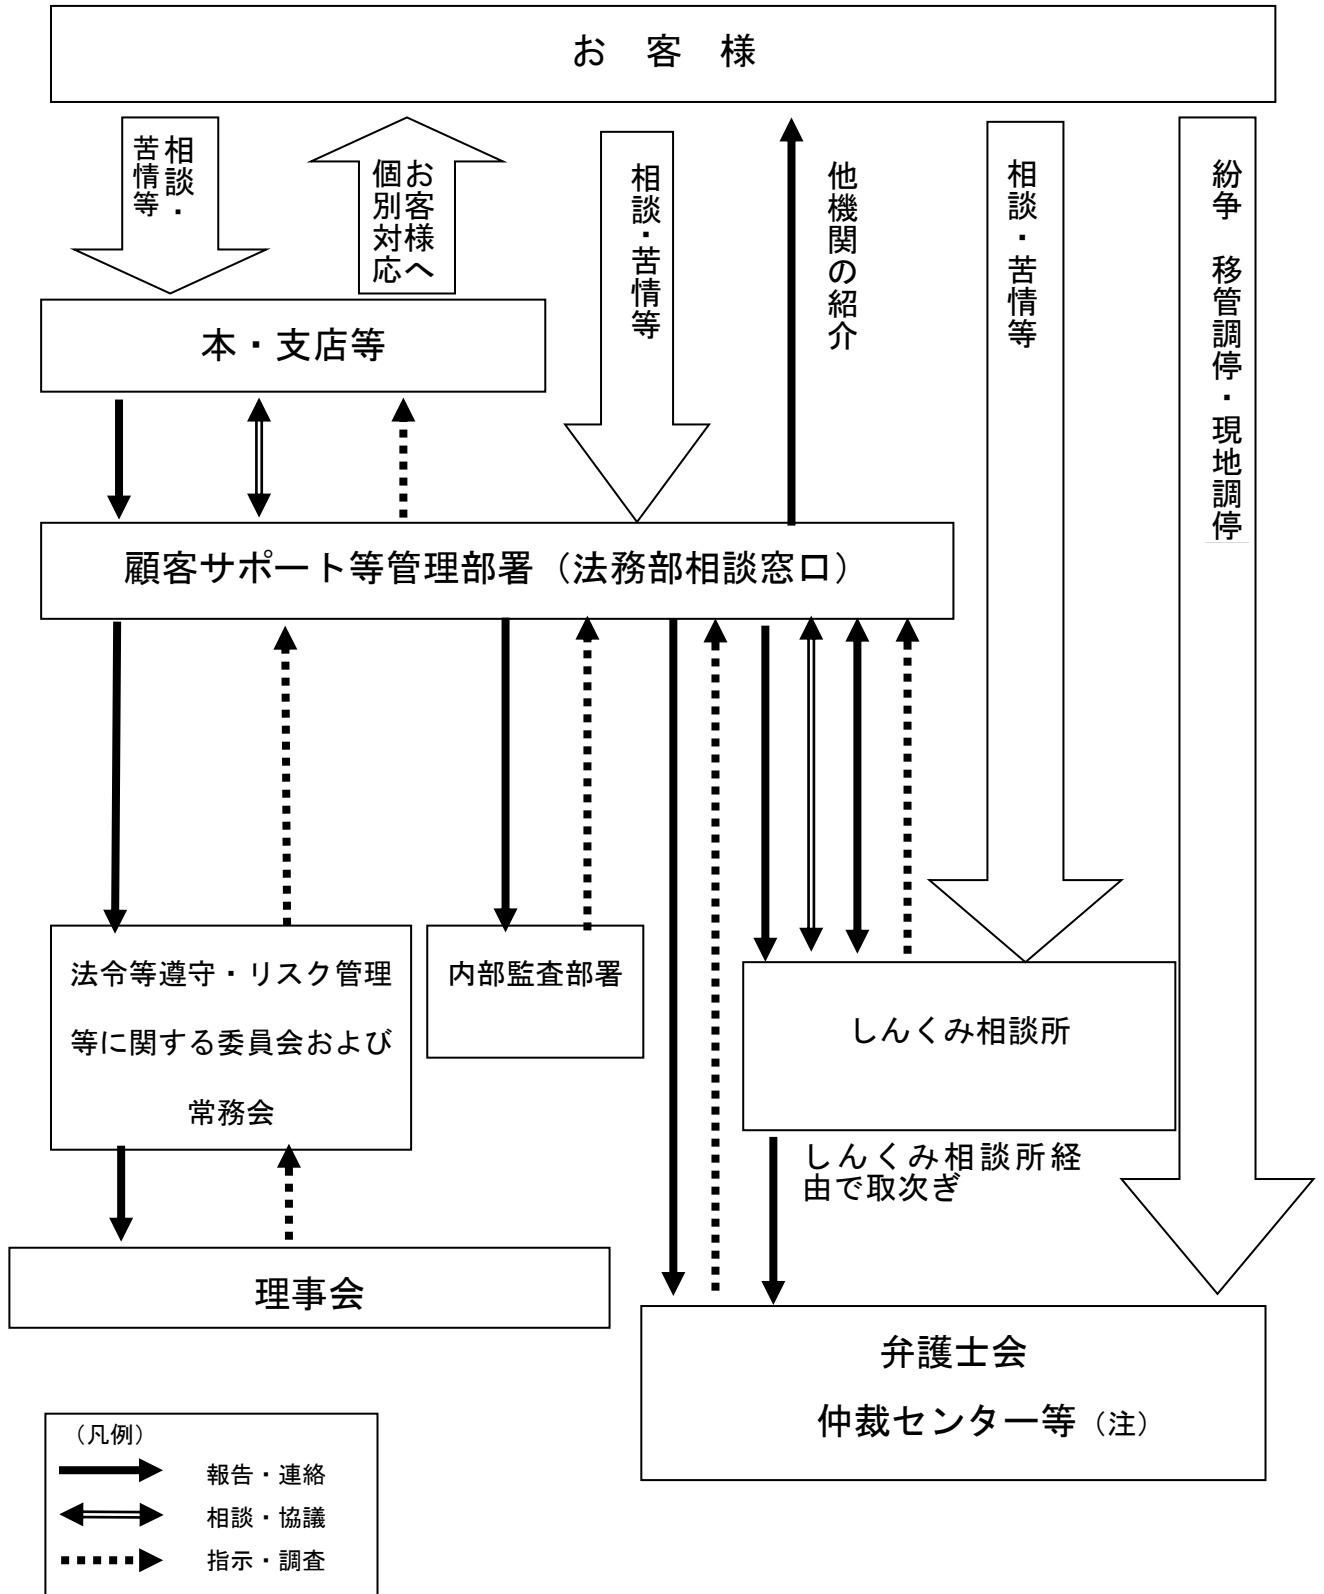 お　客　様
相談・
苦情等
お客様へ
個別対応
相談・苦情等
他機関の紹介
相談・苦情等
紛争　移管調停・現地調停
本・支店等
顧客サポート等管理部署（法務部相談窓口）
法令等遵守・リスク管理
等に関する委員会および
常務会
内部監査部署
しんくみ相談所
しんくみ相談所経
由で取次ぎ
理事会
弁護士会
仲裁センター等（注）
（凡例）
報告・連絡
相談・協議
指示・調査